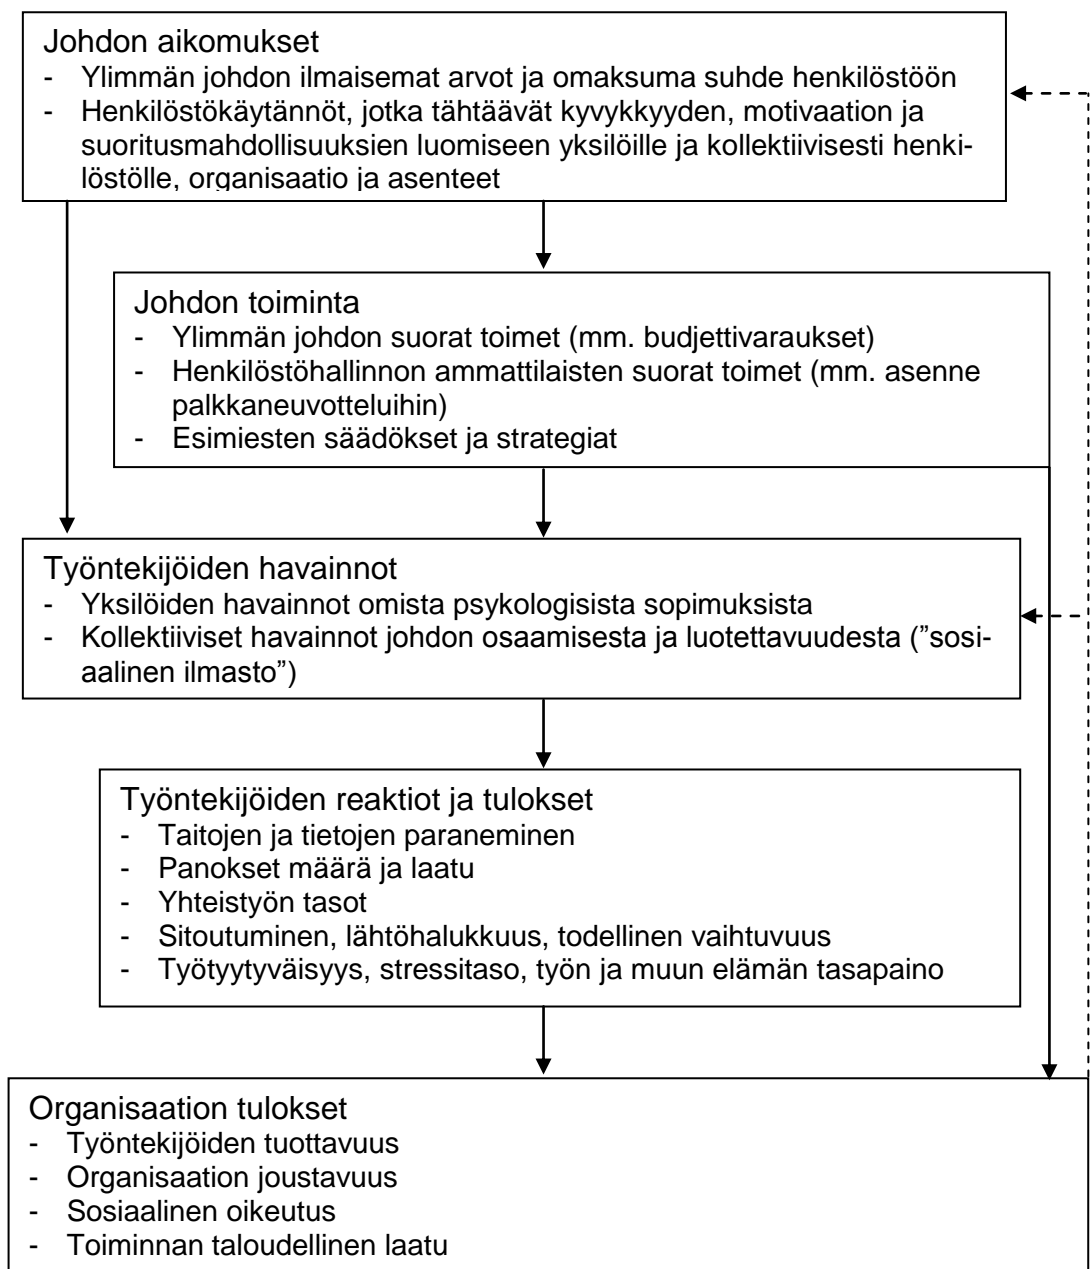 Johdon aikomukset
- Ylimmän johdon ilmaisemat arvot ja omaksuma suhde henkilöstöön
- Henkilöstökäytännöt, jotka tähtäävät kyvykkyyden, motivaation ja
suoritusmahdollisuuksien luomiseen yksilöille ja kollektiivisesti henki-
löstölle, organisaatio ja asenteet
Johdon toiminta
- Ylimmän johdon suorat toimet (mm. budjettivaraukset)
- Henkilöstöhallinnon ammattilaisten suorat toimet (mm. asenne
palkkaneuvotteluihin)
- Esimiesten säädökset ja strategiat
Työntekijöiden havainnot
- Yksilöiden havainnot omista psykologisista sopimuksista
- Kollektiiviset havainnot johdon osaamisesta ja luotettavuudesta (”sosi-
aalinen ilmasto”)
Työntekijöiden reaktiot ja tulokset
- Taitojen ja tietojen paraneminen
- Panokset määrä ja laatu
- Yhteistyön tasot
- Sitoutuminen, lähtöhalukkuus, todellinen vaihtuvuus
- Työtyytyväisyys, stressitaso, työn ja muun elämän tasapaino
Organisaation tulokset
- Työntekijöiden tuottavuus
- Organisaation joustavuus
- Sosiaalinen oikeutus
- Toiminnan taloudellinen laatu